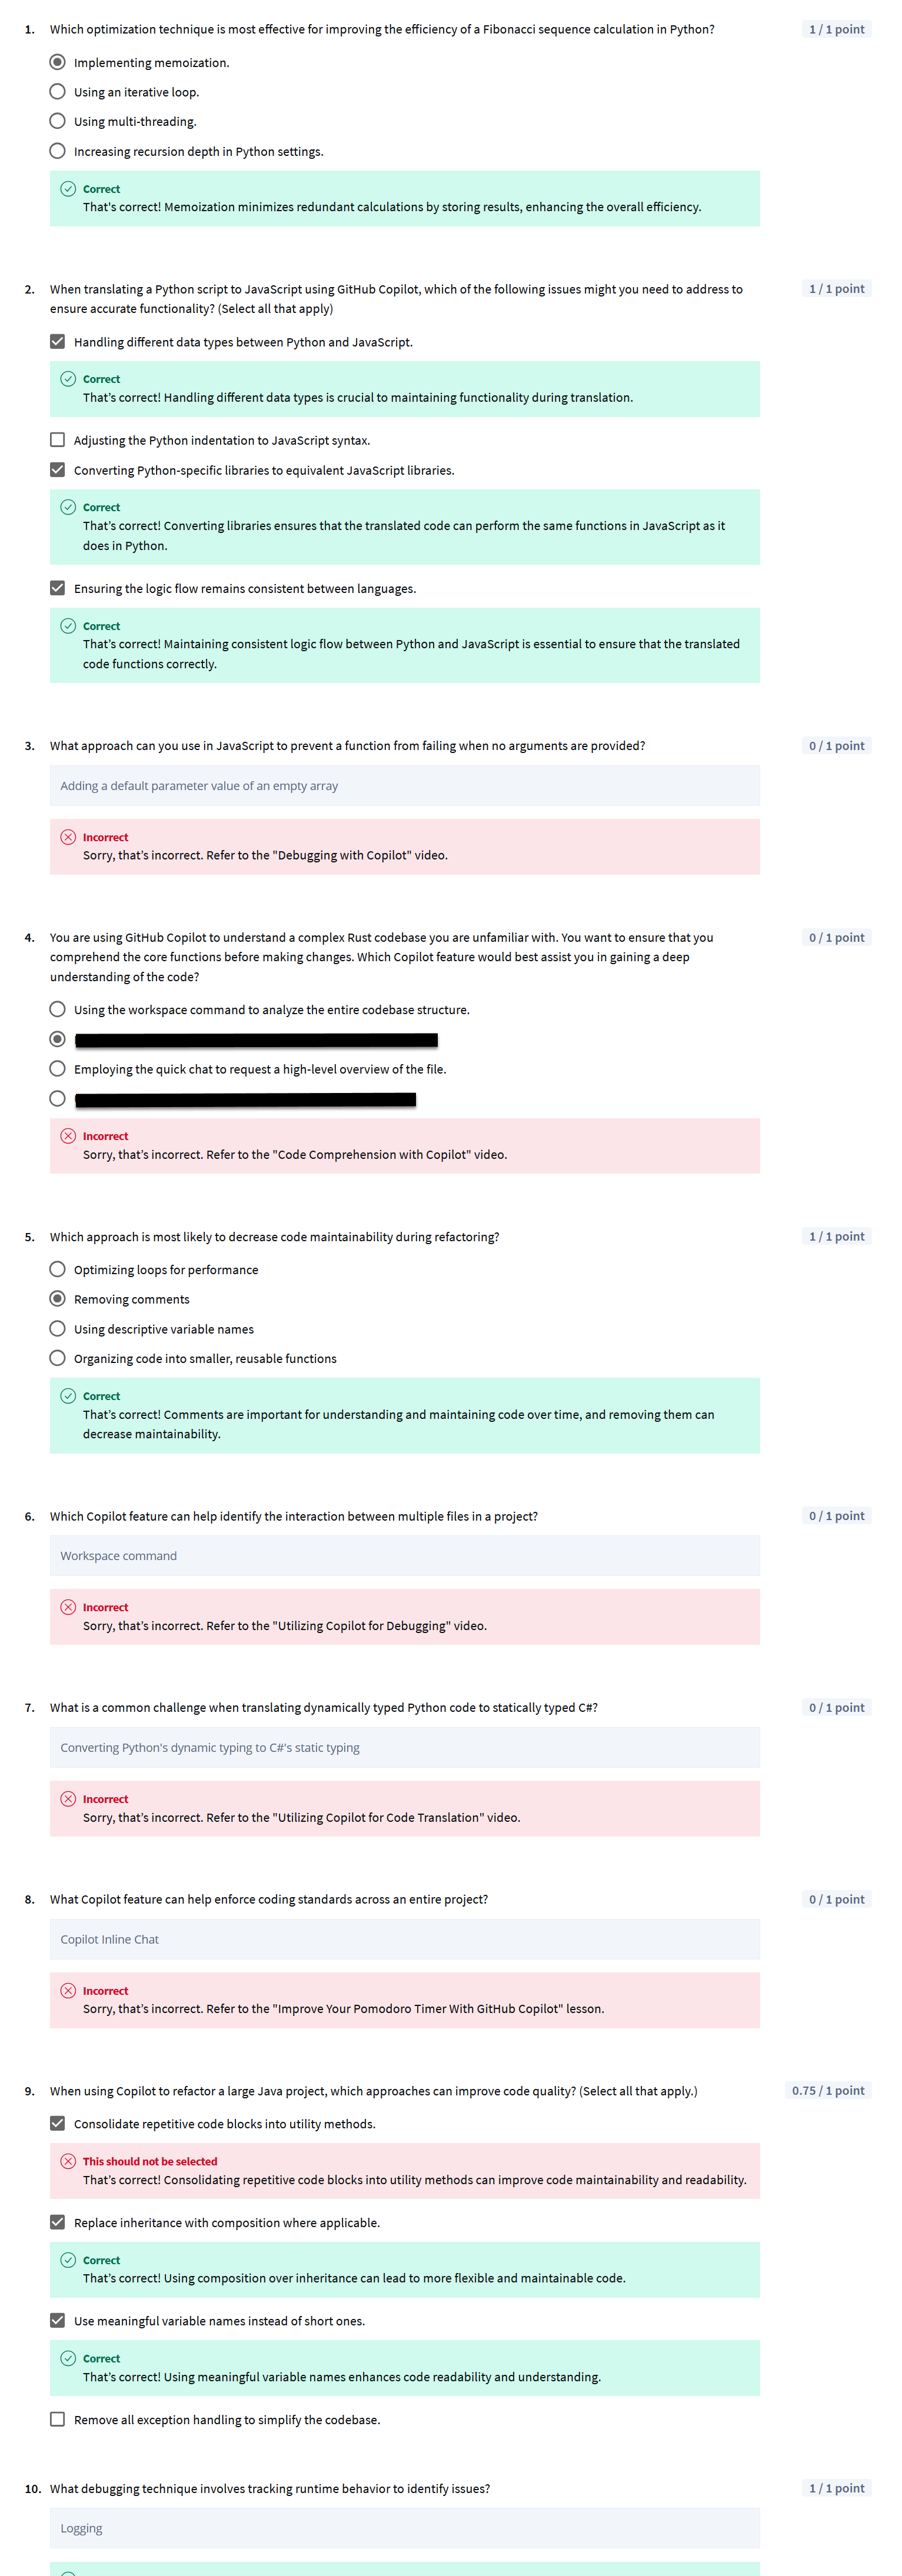 1. Which optimization technique is most effective for improving the efficiency of a Fibonacci sequence calculation in Python? 1 / 1 point
Implementing memoization.
Using an iterative loop.
Using multi-threading.
Increasing recursion depth in Python settings.
Correct
That's correct! Memoization minimizes redundant calculations by storing results, enhancing the overall efficiency.
2. When translating a Python script to JavaScript using GitHub Copilot, which of the following issues might you need to address to 1 / 1 point
ensure accurate functionality? (Select all that apply)
Handling different data types between Python and JavaScript.
Correct
That’s correct! Handling different data types is crucial to maintaining functionality during translation.
Adjusting the Python indentation to JavaScript syntax.
Converting Python-specific libraries to equivalent JavaScript libraries.
Correct
That’s correct! Converting libraries ensures that the translated code can perform the same functions in JavaScript as it
does in Python.
Ensuring the logic flow remains consistent between languages.
Correct
That’s correct! Maintaining consistent logic flow between Python and JavaScript is essential to ensure that the translated
code functions correctly.
3. What approach can you use in JavaScript to prevent a function from failing when no arguments are provided? 0 / 1 point
Adding a default parameter value of an empty array
Incorrect
Sorry, that’s incorrect. Refer to the "Debugging with Copilot" video.
4. You are using GitHub Copilot to understand a complex Rust codebase you are unfamiliar with. You want to ensure that you 0 / 1 point
comprehend the core functions before making changes. Which Copilot feature would best assist you in gaining a deep
understanding of the code?
Using the workspace command to analyze the entire codebase structure.
Employing the quick chat to request a high-level overview of the file.
Incorrect
Sorry, that’s incorrect. Refer to the "Code Comprehension with Copilot" video.
5. Which approach is most likely to decrease code maintainability during refactoring? 1 / 1 point
Optimizing loops for performance
Removing comments
Using descriptive variable names
Organizing code into smaller, reusable functions
Correct
That’s correct! Comments are important for understanding and maintaining code over time, and removing them can
decrease maintainability.
6. Which Copilot feature can help identify the interaction between multiple files in a project? 0 / 1 point
Workspace command
Incorrect
Sorry, that’s incorrect. Refer to the "Utilizing Copilot for Debugging" video.
7. What is a common challenge when translating dynamically typed Python code to statically typed C#? 0 / 1 point
Converting Python's dynamic typing to C#'s static typing
Incorrect
Sorry, that’s incorrect. Refer to the "Utilizing Copilot for Code Translation" video.
8. What Copilot feature can help enforce coding standards across an entire project? 0 / 1 point
Copilot Inline Chat
Incorrect
Sorry, that’s incorrect. Refer to the "Improve Your Pomodoro Timer With GitHub Copilot" lesson.
9. When using Copilot to refactor a large Java project, which approaches can improve code quality? (Select all that apply.) 0.75 / 1 point
Consolidate repetitive code blocks into utility methods.
This should not be selected
That’s correct! Consolidating repetitive code blocks into utility methods can improve code maintainability and readability.
Replace inheritance with composition where applicable.
Correct
That’s correct! Using composition over inheritance can lead to more flexible and maintainable code.
Use meaningful variable names instead of short ones.
Correct
That’s correct! Using meaningful variable names enhances code readability and understanding.
Remove all exception handling to simplify the codebase.
10. What debugging technique involves tracking runtime behavior to identify issues? 1 / 1 point
Logging